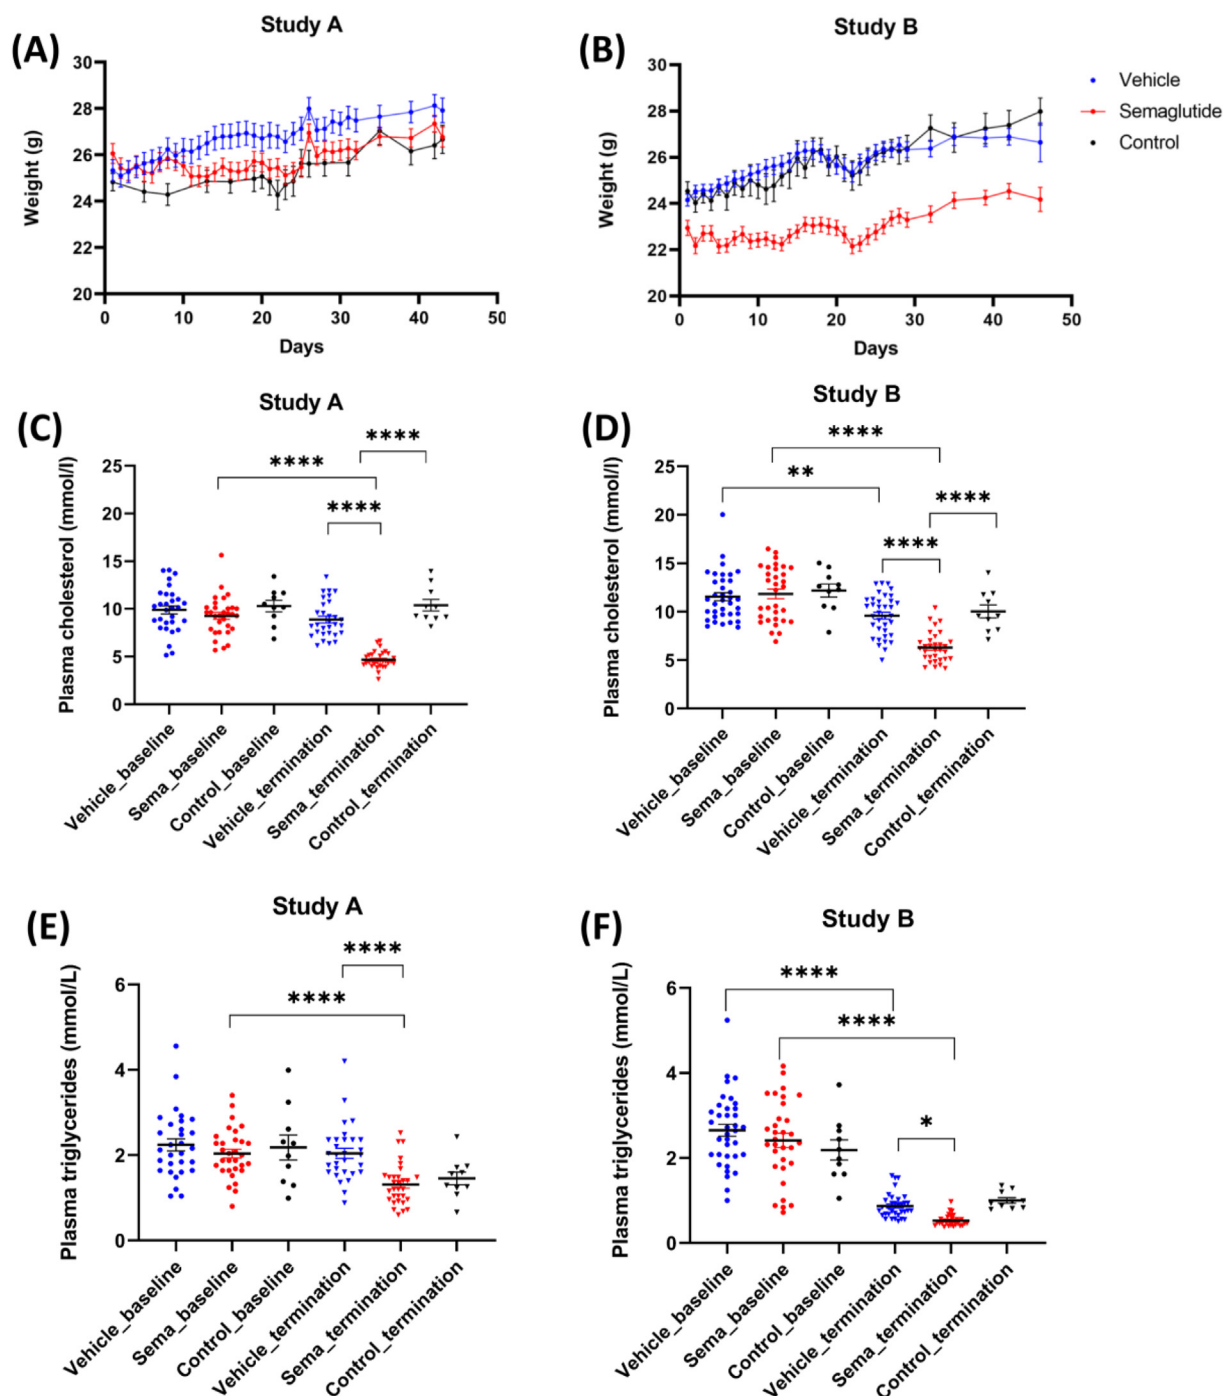 (A)
Study A
Weight (g)
30
28
26
24
22
20
0
10
20
30
40
50
Days
(B)
Study B
Weight (g)
30
28
26
24
22
20
0
10
20
30
40
50
Days
Vehicle
Semaglutide
Control
(C)
Study A
Plasma cholesterol (mmol/l)
25
20
15
10
5
0
****
****
****
Vehicle_baseline
Sema_baseline
Control_baseline
Vehicle_termination
Sema_termination
Control_termination
(D)
Study B
Plasma cholesterol (mmol/l)
25
20
15
10
5
0
****
**
****
****
Vehicle_baseline
Sema_baseline
Control_baseline
Vehicle_termination
Sema_termination
Control_termination
(E)
Study A
Plasma triglycerides (mmol/L)
6
4
2
0
****
****
Vehicle_baseline
Sema_baseline
Control_baseline
Vehicle_termination
Sema_termination
Control_termination
(F)
Study B
Plasma triglycerides (mmol/L)
6
4
2
0
****
****
*
Vehicle_baseline
Sema_baseline
Control_baseline
Vehicle_termination
Sema_termination
Control_termination